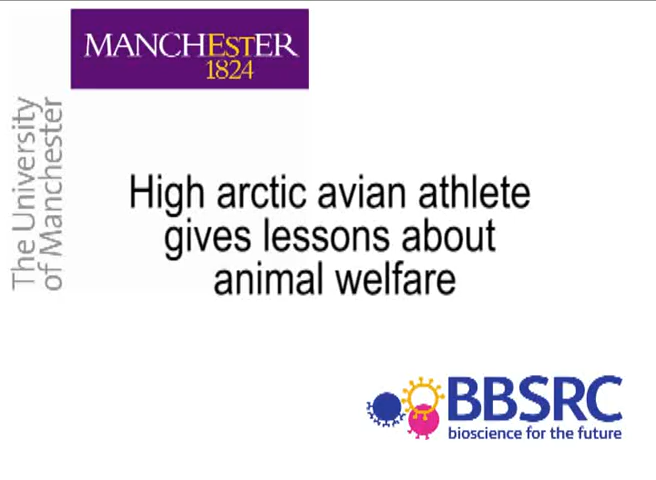 MANCHESTER
1824
The University
of Manchester
High arctic avian athlete
gives lessons about
animal welfare
BBSRC
bioscience for the future